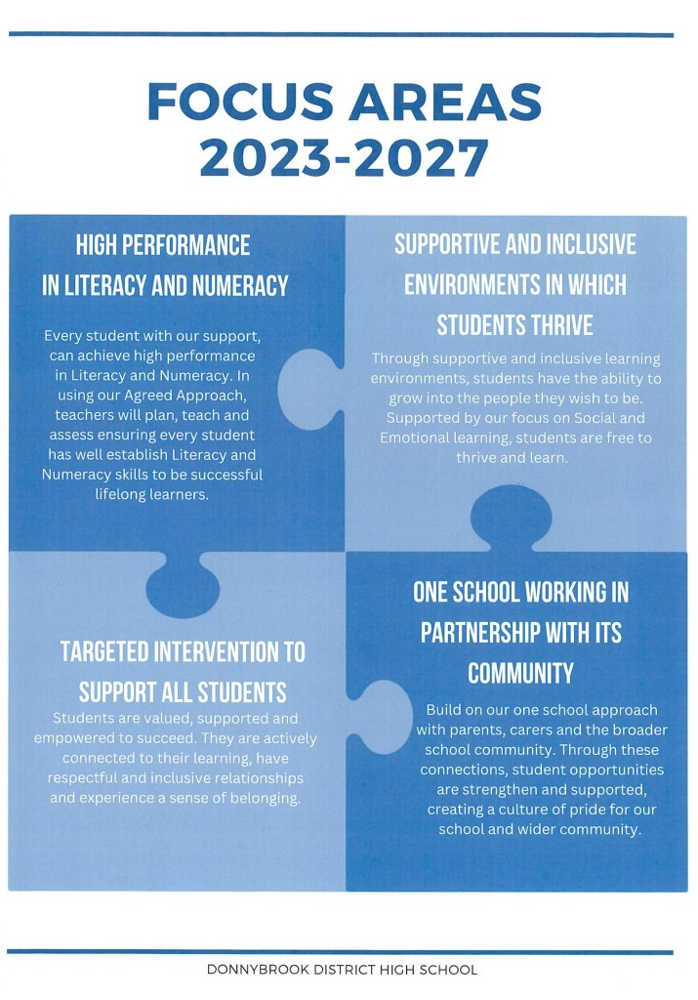 FOCUS AREAS
2023-2027
HIGH PERFORMANCE
IN LITERACY AND NUMERACY
Every student with our support,
can achieve high performance
in Literacy and Numeracy. In
using our Agreed Approach,
teachers will plan, teach and
assess ensuring every student
has well establish Literacy and
Numeracy skills to be successful
lifelong learners.
SUPPORTIVE AND INCLUSIVE
ENVIRONMENTS IN WHICH
STUDENTS THRIVE
Through supportive and inclusive learning
environments, students have the ability to
grow into the people they wish to be.
Supported by our focus on Social and
Emotional learning, students are free to
thrive and learn.
TARGETED INTERVENTION TO
SUPPORT ALL STUDENTS
Students are valued, supported and
empowered to succeed. They are actively
connected to their learning, have
respectful and inclusive relationships
and experience a sense of belonging.
ONE SCHOOL WORKING IN
PARTNERSHIP WITH ITS
COMMUNITY
Build on our one school approach
with parents, carers and the broader
school community. Through these
connections, student opportunities
are strengthen and supported,
creating a culture of pride for our
school and wider community.
DONNYBROOK DISTRICT HIGH SCHOOL